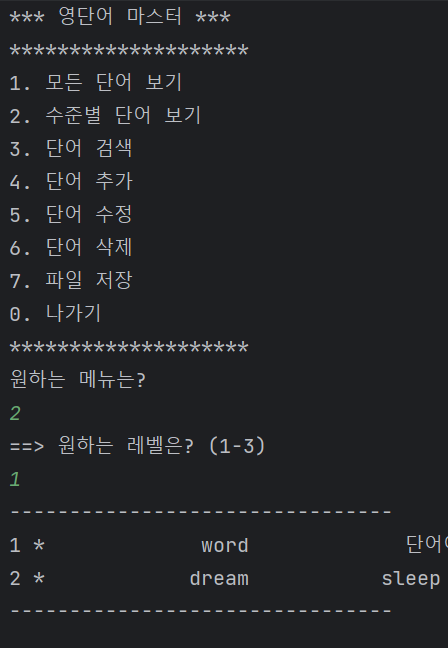 *** 영단어 마스터 ***
********************
1. 모든 단어 보기
2. 수준별 단어 보기
3. 단어 검색
4. 단어 추가
5. 단어 수정
6. 단어 삭제
7. 파일 저장
0. 나가기
********************
원하는 메뉴는?
2
==> 원하는 레벨은? (1-3)
1
--------------------------------
1 *             word             단어
2 *            dream           sleep
--------------------------------